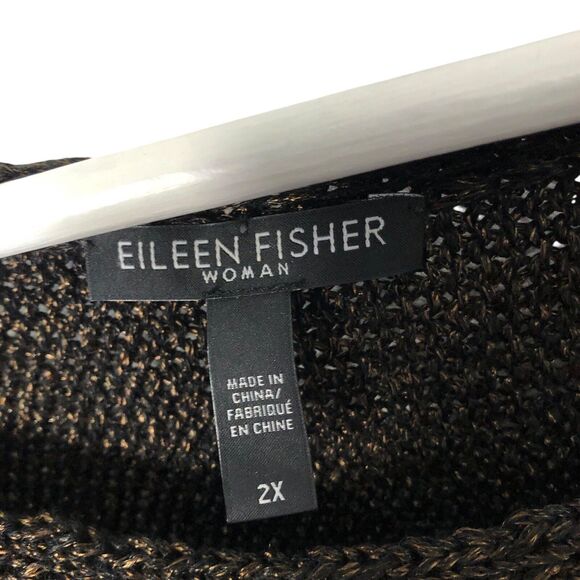 EILEEN FISHER
WOMAN
MADE IN
CHINA/
FABRIQUÉ
EN CHINE
2X